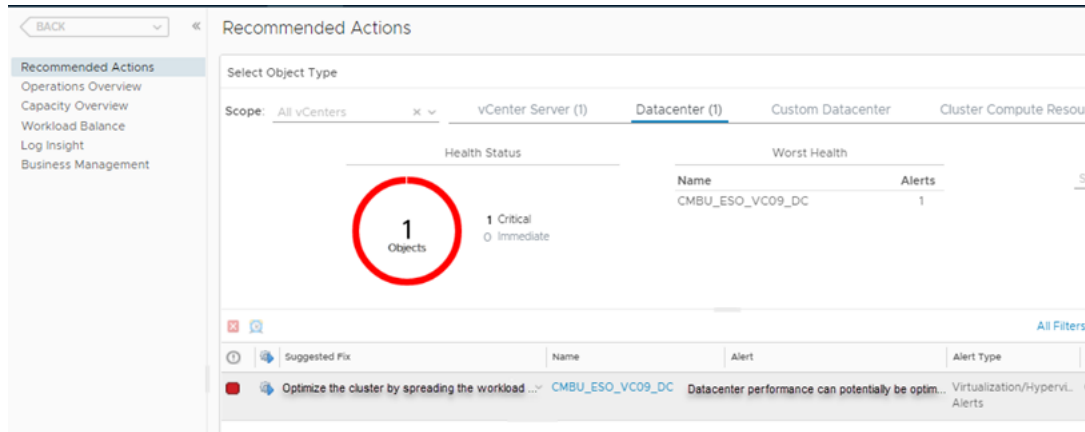 BACK
Recommended Actions
Operations Overview
Capacity Overview
Workload Balance
Log Insight
Business Management
Recommended Actions
Select Object Type
Scope: All vCenters
vCenter Server (1) Datacenter (1) Custom Datacenter Cluster Compute Resou
Health Status
1
Objects
1 Critical
0 Immediate
Worst Health
Name Alerts
CMBU_ESO_VC09_DC 1
S
All Filters
Suggested Fix Name Alert Alert Type
Optimize the cluster by spreading the workload ... CMBU_ESO_VC09_DC Datacenter performance can potentially be optim... Virtualization/Hypervi...
Alerts